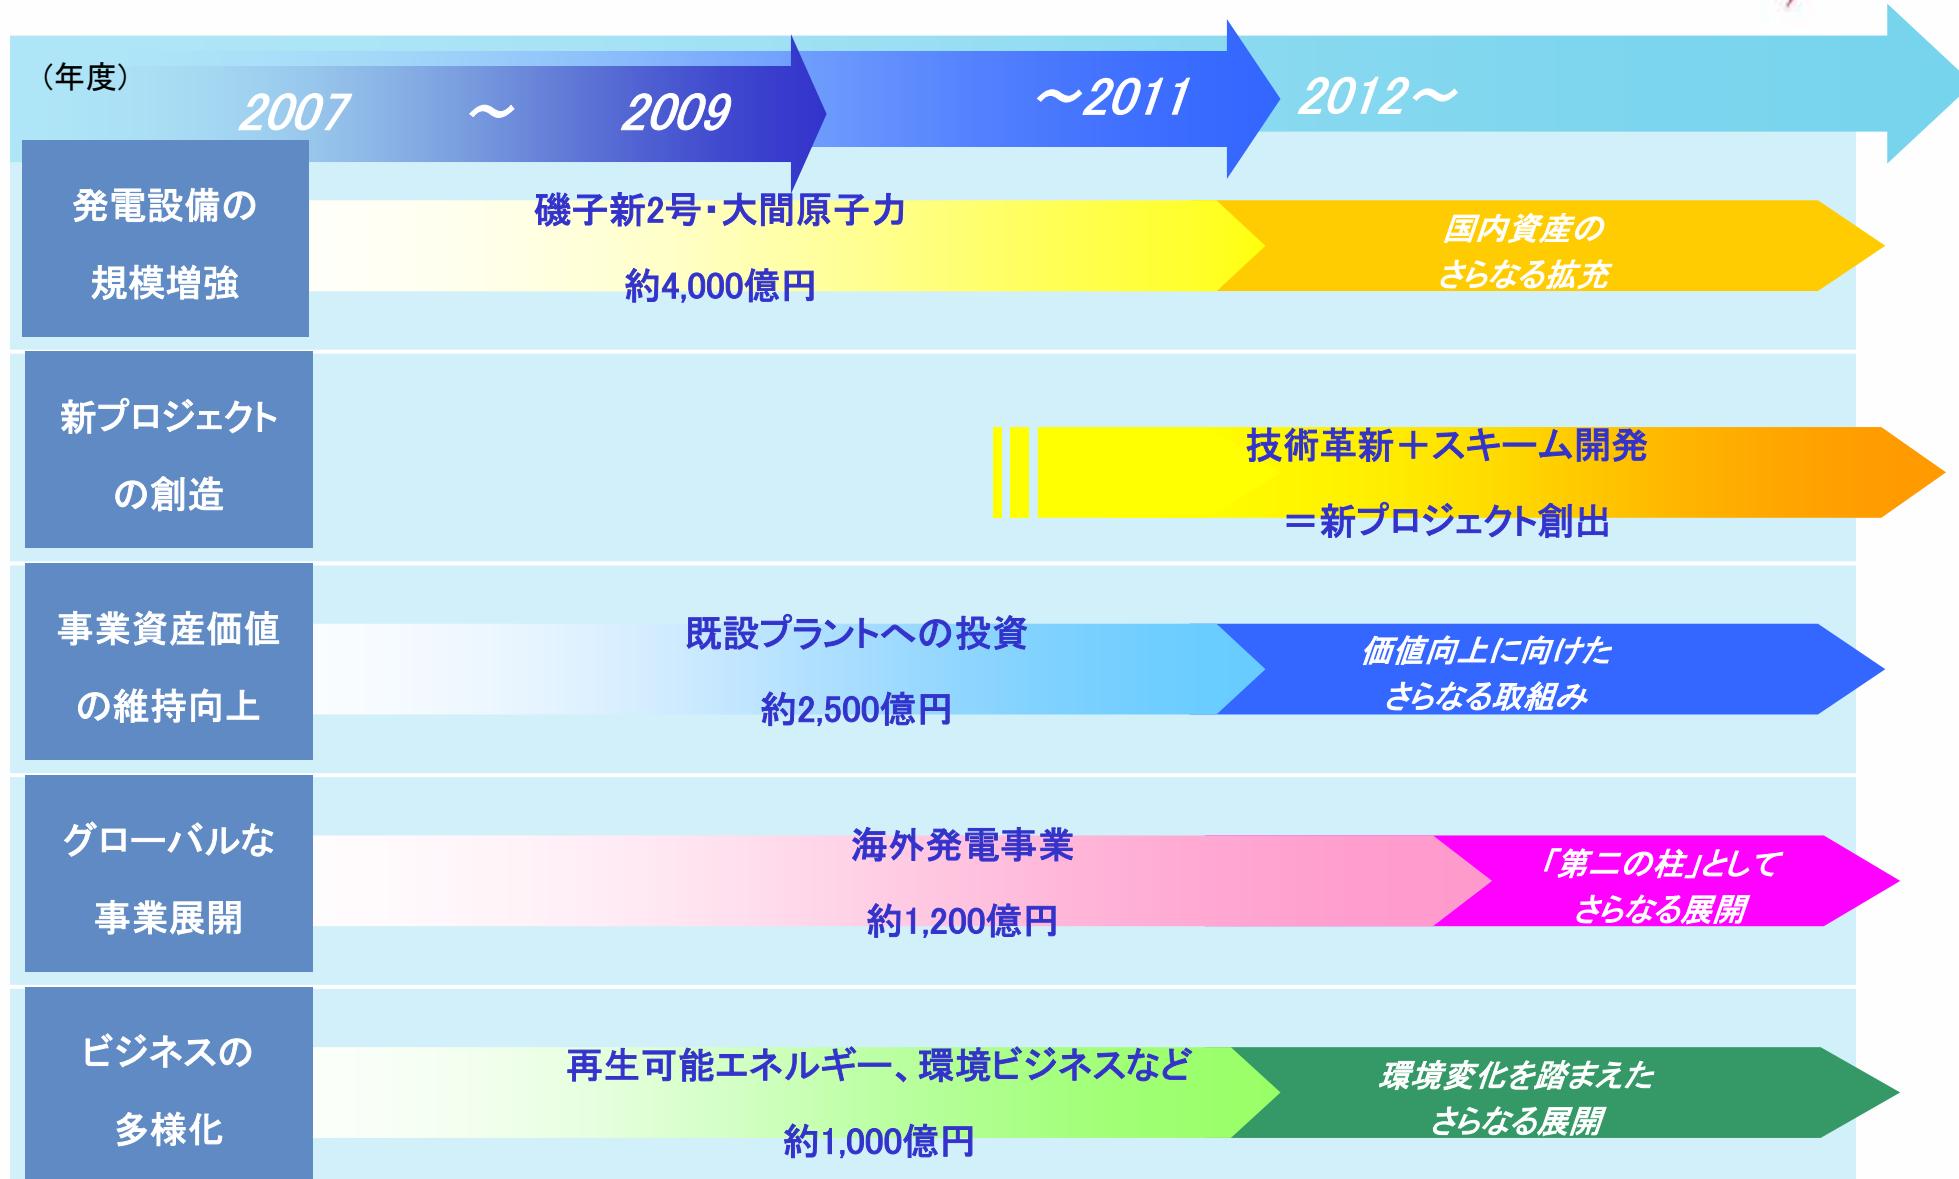 （年度）
2007　～　2009
～2011
2012～
発電設備の
規模増強
磯子新2号・大間原子力
約4,000億円
国内資産の
さらなる拡充
新プロジェクト
の創造
技術革新＋スキーム開発
＝新プロジェクト創出
事業資産価値
の維持向上
既設プラントへの投資
約2,500億円
価値向上に向けた
さらなる取組み
グローバルな
事業展開
海外発電事業
約1,200億円
「第二の柱」として
さらなる展開
ビジネスの
多様化
再生可能エネルギー、環境ビジネスなど
約1,000億円
環境変化を踏まえた
さらなる展開